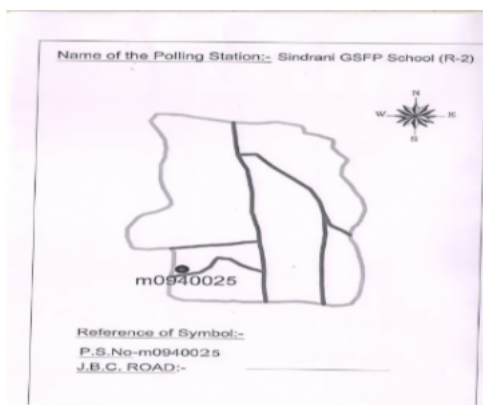 Name of the Polling Station:- Sindrani GSFP School (R-2)
N
W E
S
m0940025
Reference of Symbol:-
P.S.No-m0940025
J.B.C. ROAD:-